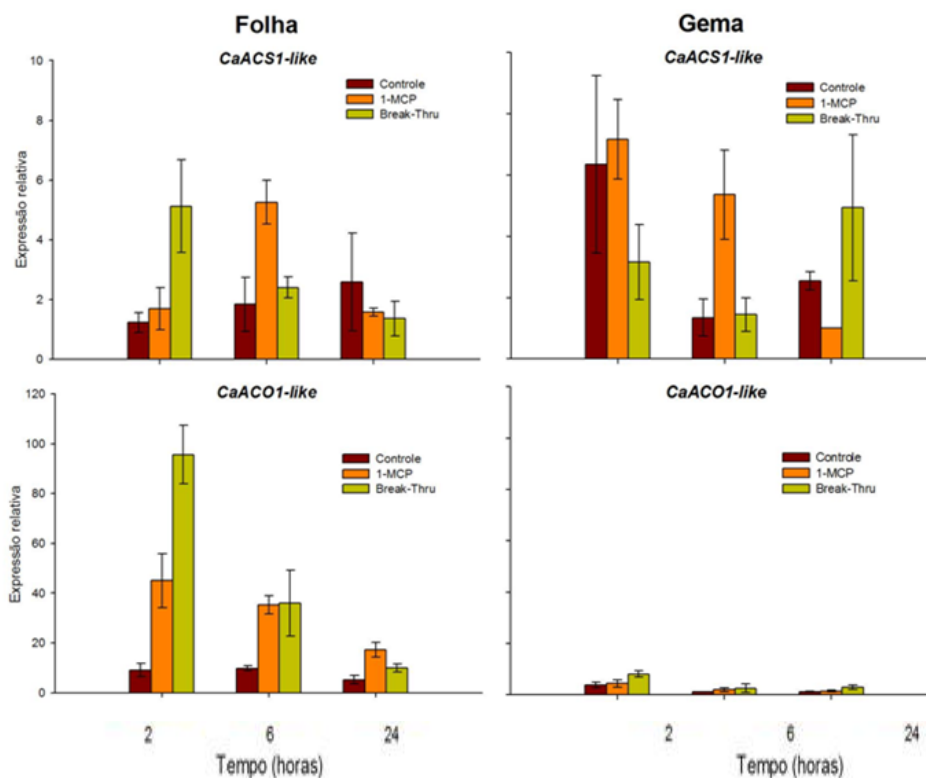 Folha
CaACS1-like
Controle
1-MCP
Break-Thru
Expressão relativa
10
8
6
4
2
0
Gema
CaACS1-like
Controle
1-MCP
Break-Thru
CaACO1-like
Controle
1-MCP
Break-Thru
Expressão relativa
120
100
80
60
40
20
0
2 6 24
Tempo (horas)
CaACO1-like
Controle
1-MCP
Break-Thru
2 6 24
Tempo (horas)